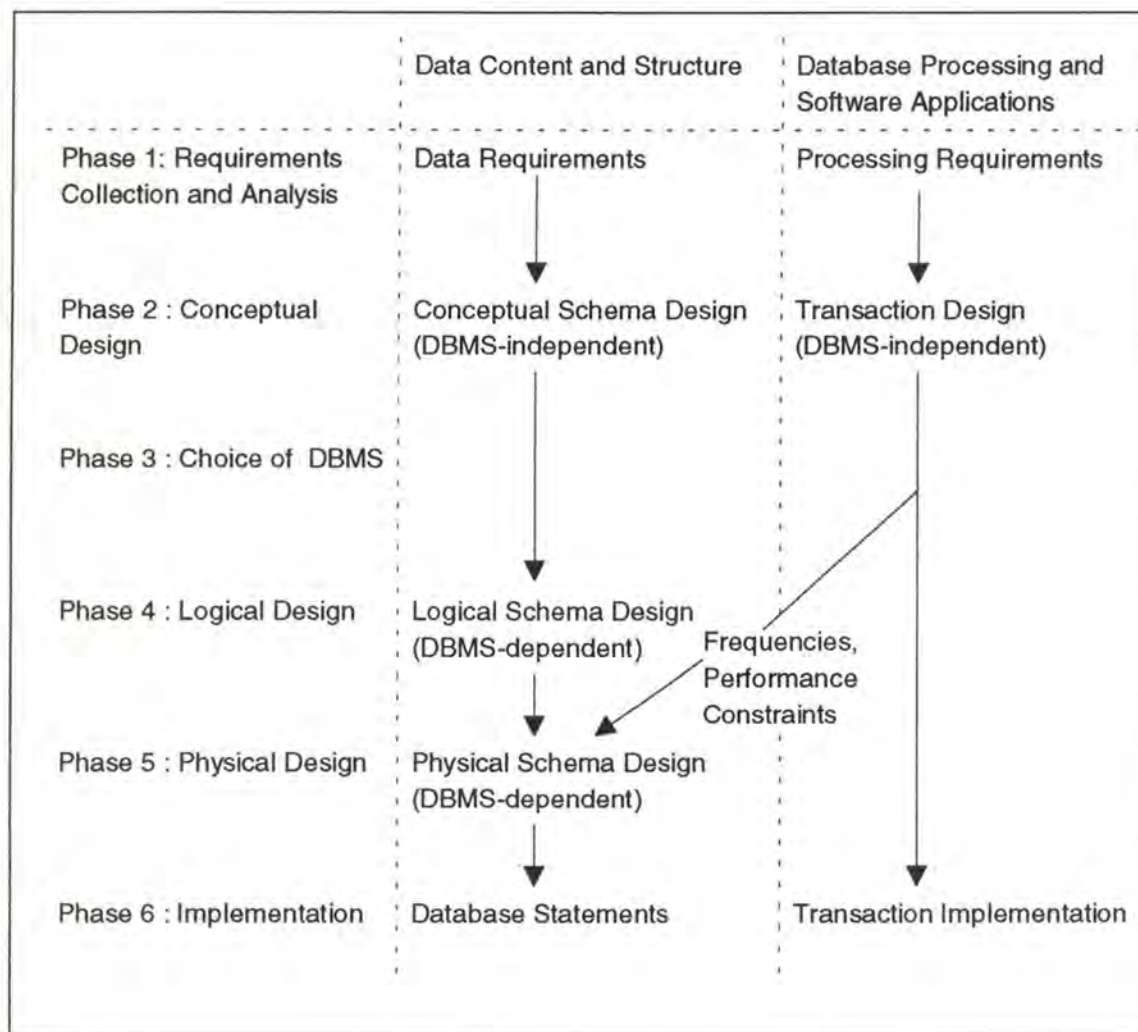 Data Content and Structure
Database Processing and
Software Applications
Phase 1: Requirements
Collection and Analysis
Data Requirements
Processing Requirements
Phase 2 : Conceptual
Design
Conceptual Schema Design
(DBMS-independent)
Transaction Design
(DBMS-independent)
Phase 3 : Choice of DBMS
Phase 4 : Logical Design
Logical Schema Design
(DBMS-dependent)
Frequencies,
Performance
Constraints
Phase 5 : Physical Design
Physical Schema Design
(DBMS-dependent)
Phase 6 : Implementation
Database Statements
Transaction Implementation